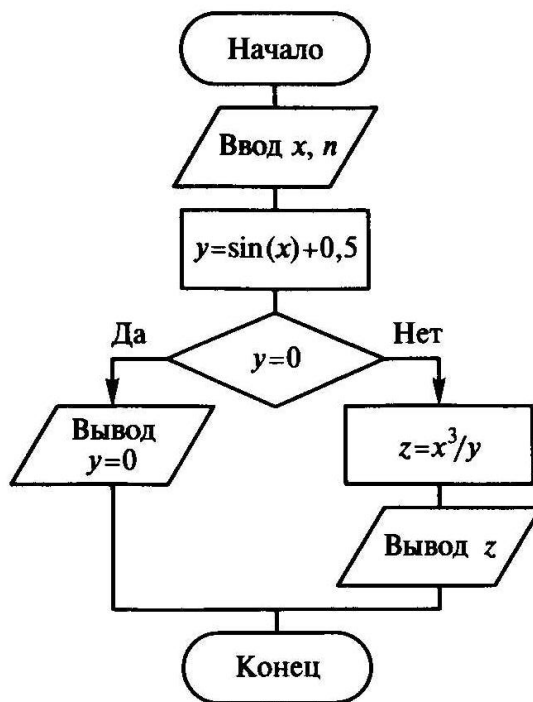 Начало
Ввод x, n
y=sin(x)+0,5
Да
y=0
Нет
Вывод
y=0
z=x³/y
Вывод z
Конец